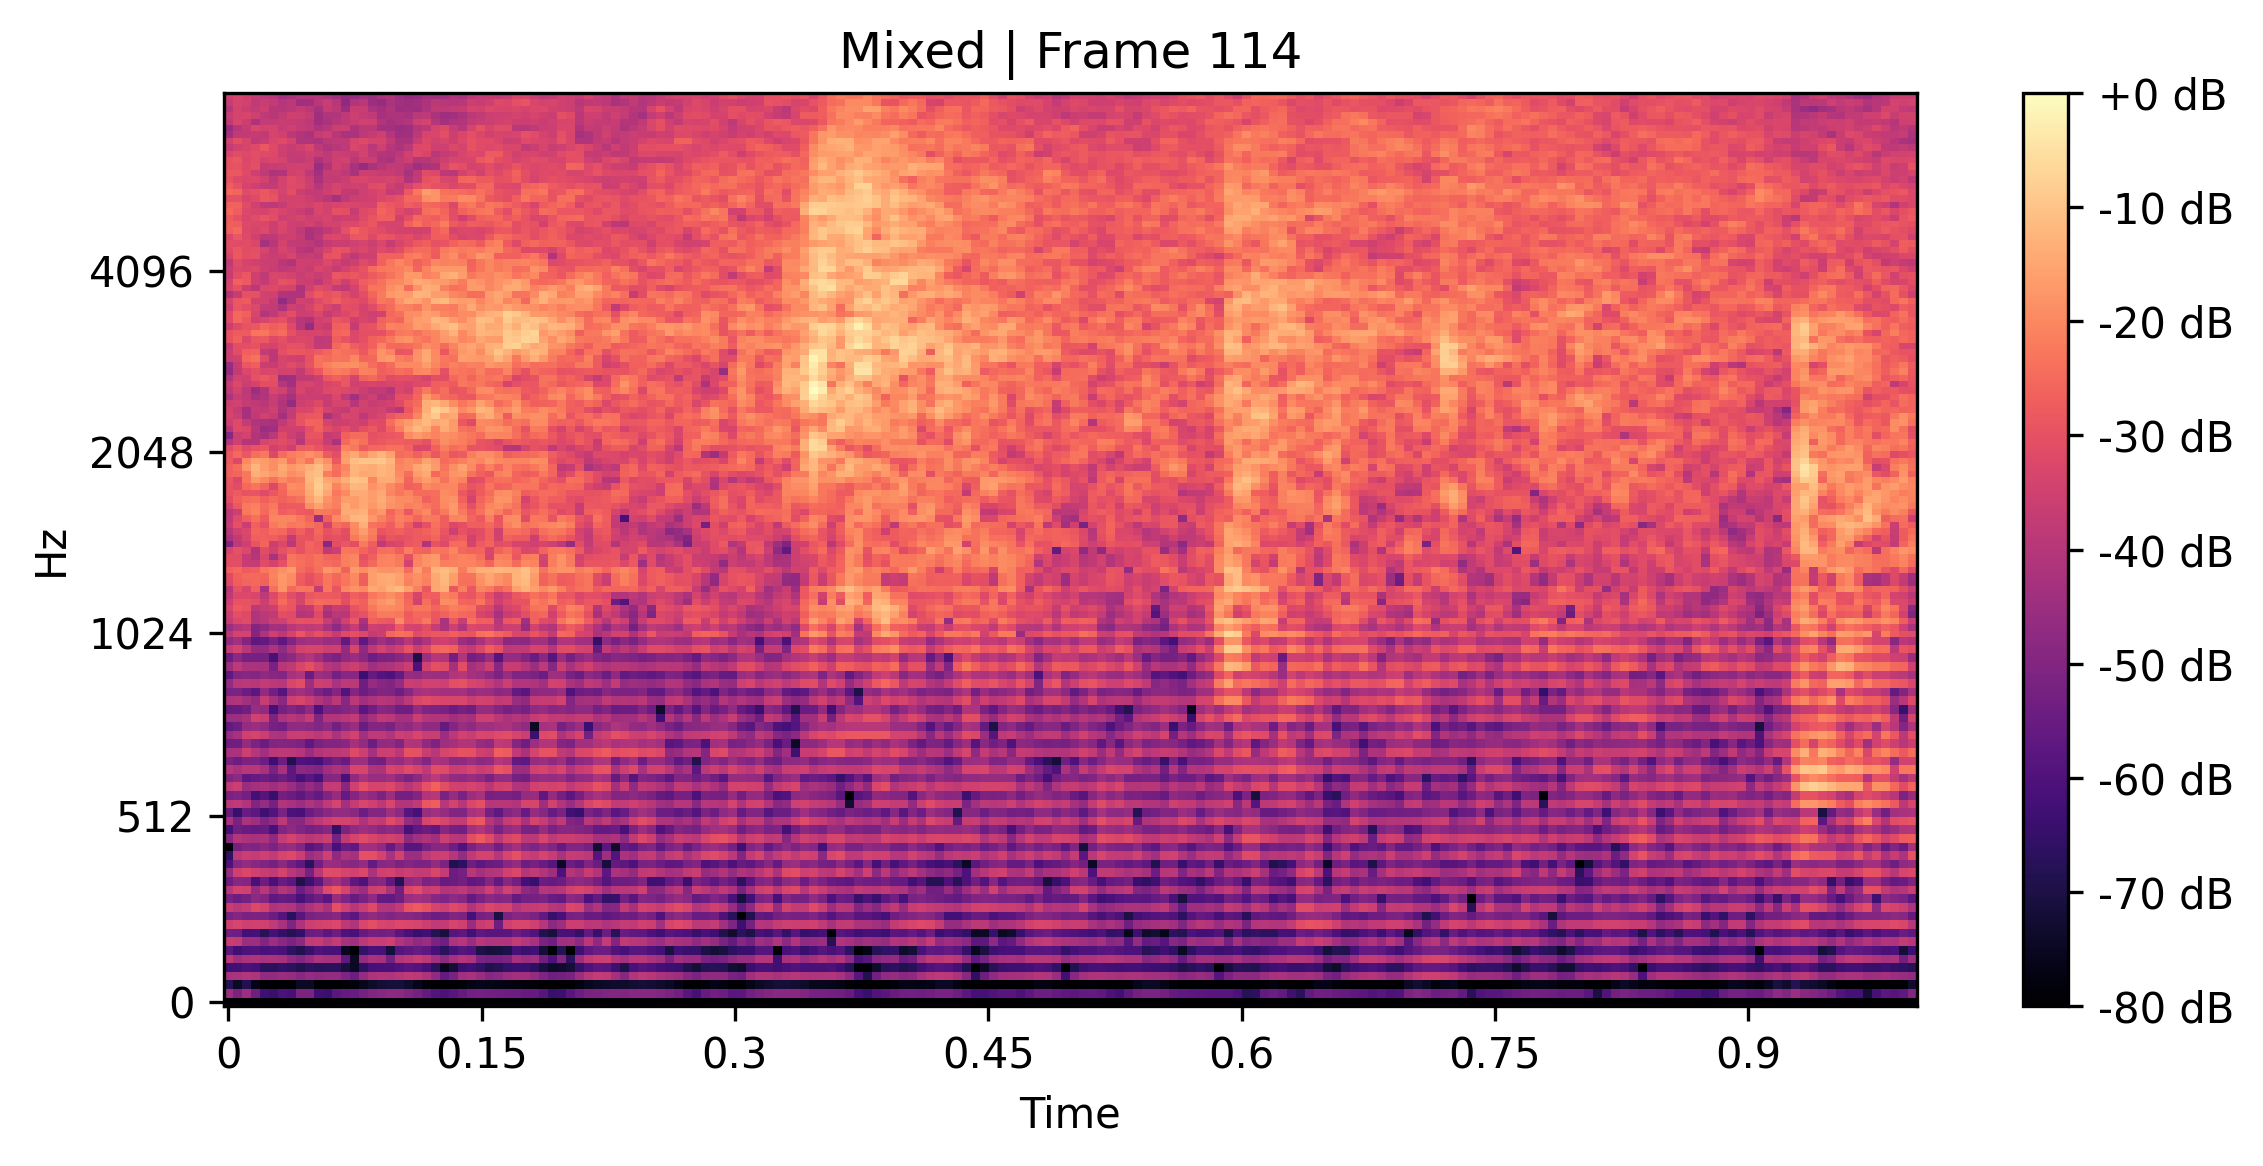 Mixed | Frame 114
+0 dB
-10 dB
-20 dB
-30 dB
-40 dB
-50 dB
-60 dB
-70 dB
-80 dB
4096
2048
1024
512
0
Hz
0 0.15 0.3 0.45 0.6 0.75 0.9
Time